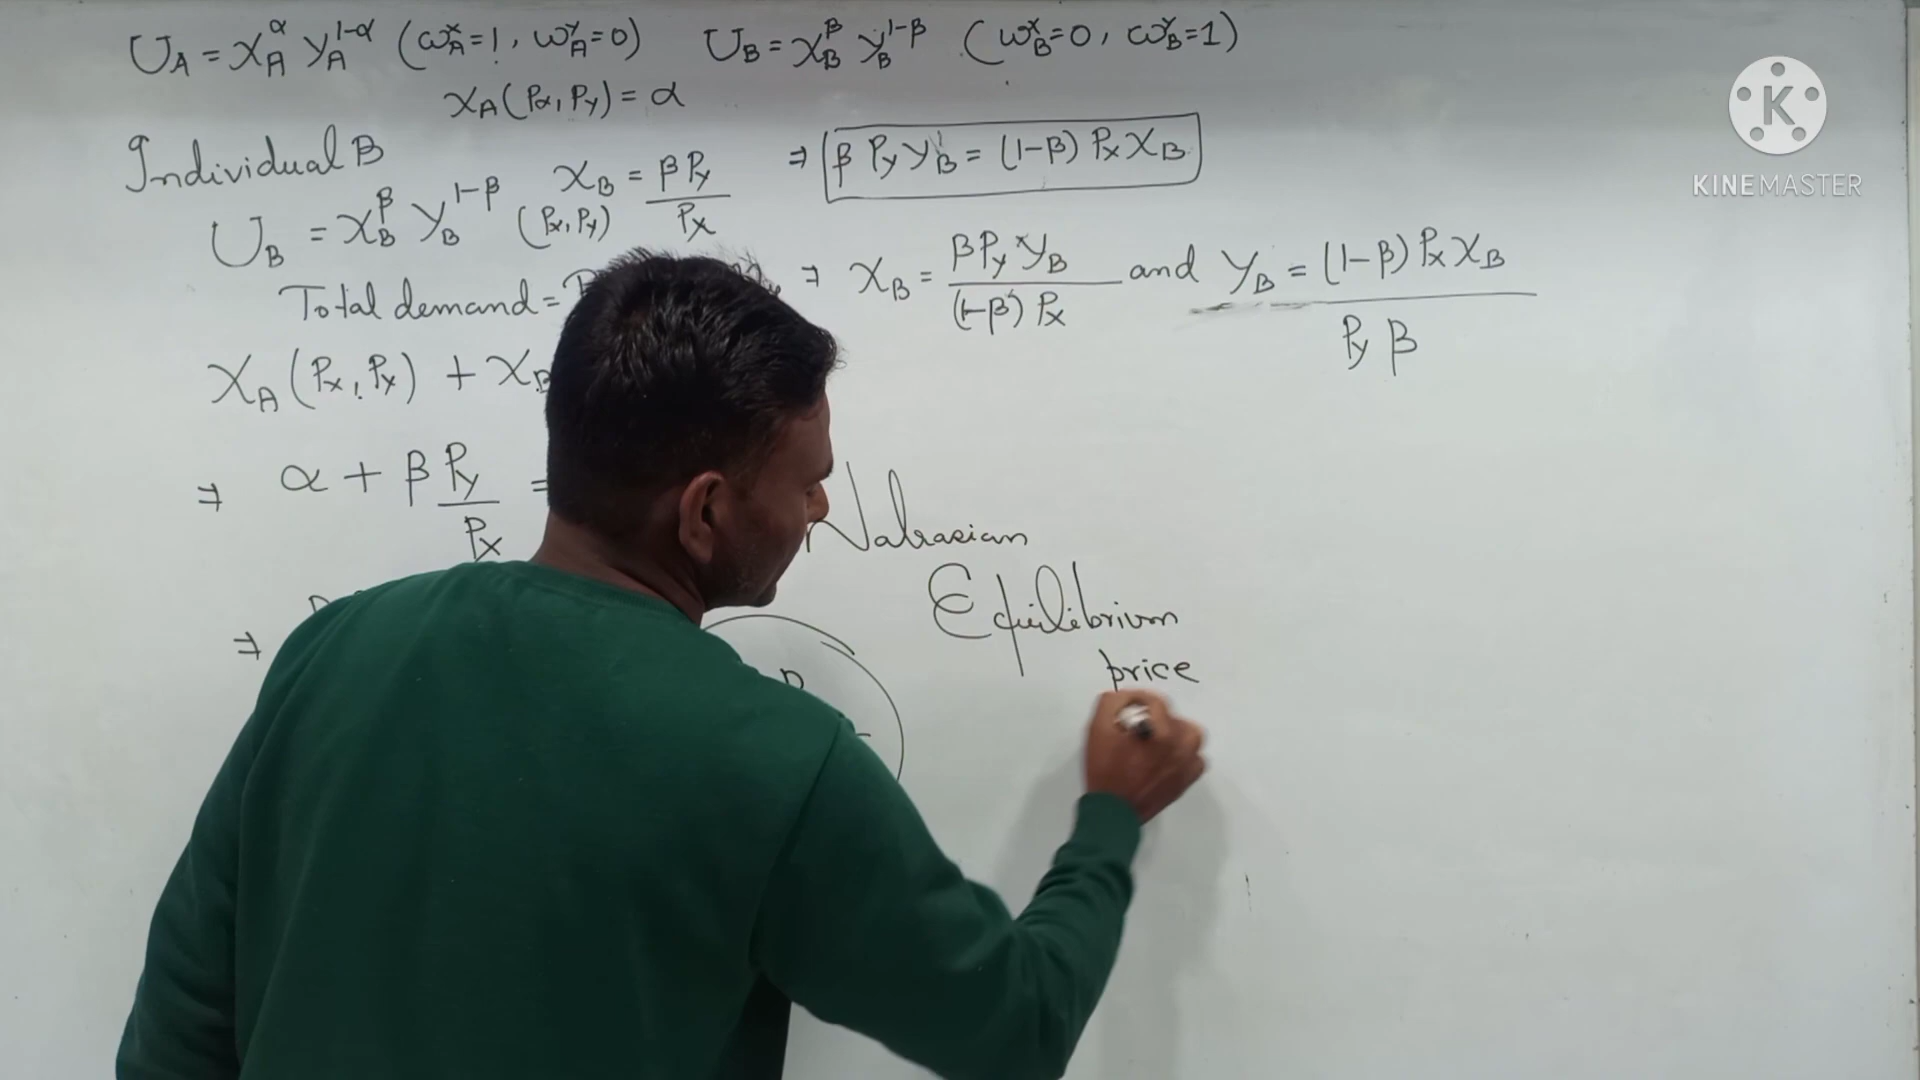 U_A = x_A^α y_A^{1-α} (ω_A^x=1, ω_A^y=0) U_B = x_B^β y_B^{1-β} (ω_B^x=0, ω_B^y=1)
x_A(Px, Py) = α
Individual B
x_B = βPy/Px
(Px, Py)
U_B = x_B^β y_B^{1-β}
Total demand =
x_A (Px, Py) + x_B
⇒ α + β Py/Px =
⇒
⇒ β Py y_B = (1-β) Px x_B
⇒ x_B = βPy y_B/(1-β) Px and y_B = (1-β) Px x_B/Py β
Walrasian
Equilibrium
price
K
KINEMASTER